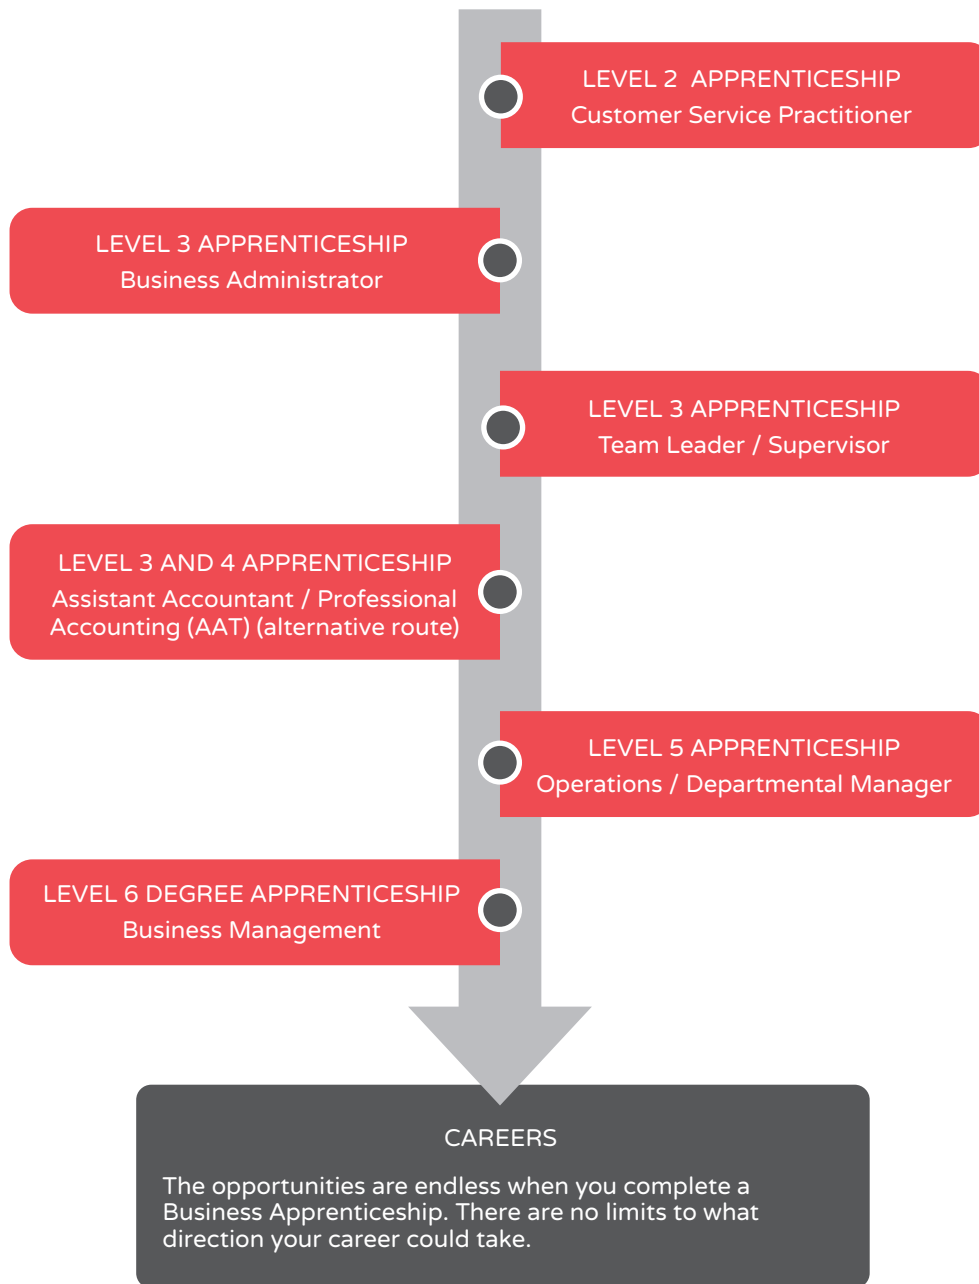 LEVEL 2  APPRENTICESHIP
Customer Service Practitioner
LEVEL 3 APPRENTICESHIP
Business Administrator
LEVEL 3 APPRENTICESHIP
Team Leader / Supervisor
LEVEL 3 AND 4 APPRENTICESHIP
Assistant Accountant / Professional
Accounting (AAT) (alternative route)
LEVEL 5 APPRENTICESHIP
Operations / Departmental Manager
LEVEL 6 DEGREE APPRENTICESHIP
Business Management
CAREERS
The opportunities are endless when you complete a
Business Apprenticeship. There are no limits to what
direction your career could take.